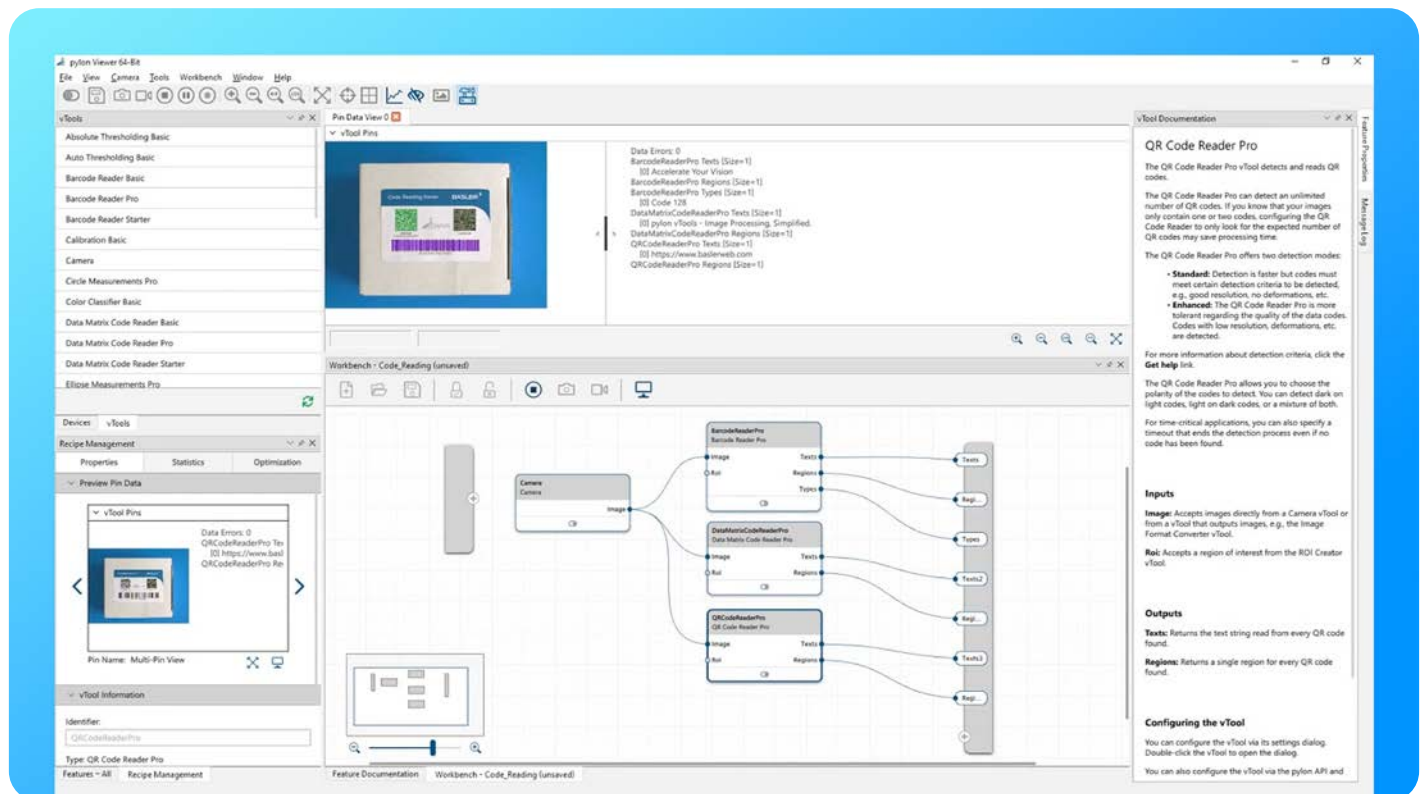 pylon Viewer 64-Bit
File View Camera Tools Workbench Window Help
vTools
Absolute Thresholding Basic
Auto Thresholding Basic
Barcode Reader Basic
Barcode Reader Pro
Barcode Reader Starter
Calibration Basic
Camera
Circle Measurements Pro
Color Classifier Basic
Data Matrix Code Reader Basic
Data Matrix Code Reader Pro
Data Matrix Code Reader Starter
Ellipse Measurements Pro
Devices vTools
Recipe Management
Properties Statistics Optimization
Preview Pin Data
vTool Pins
Data Errors: 0
QRCodeReaderPro Te
[0] https://www.basl
QRCodeReaderPro Re
Pin Name: Multi-Pin View
vTool Information
Identifier:
QRCodeReaderPro
Type: QR Code Reader Pro
Features - All Recipe Management
Pin Data View 0
vTool Pins
Code Reading Demo BASLER
pylon
Data Errors: 0
BarcodeReaderPro Texts [Size=1]
[0] Accelerate Your Vision
BarcodeReaderPro Regions [Size=1]
BarcodeReaderPro Types [Size=1]
[0] Code 128
DataMatrixCodeReaderPro Texts [Size=1]
[0] pylon vTools - Image Processing, Simplified.
DataMatrixCodeReaderPro Regions [Size=1]
QRCodeReaderPro Texts [Size=1]
[0] https://www.baslerweb.com
QRCodeReaderPro Regions [Size=1]
Workbench - Code_Reading (unsaved)
Camera
Camera
Image
BarcodeReaderPro
Barcode Reader Pro
Image Texts
Roi Regions
Types
DataMatrixCodeReaderPro
Data Matrix Code Reader Pro
Image Texts
Roi Regions
QRCodeReaderPro
QR Code Reader Pro
Image Texts
Roi Regions
Texts
Regi...
Types
Texts2
Regi...
Texts3
Regi...
Feature Documentation Workbench - Code_Reading (unsaved)
vTool Documentation
QR Code Reader Pro
The QR Code Reader Pro vTool detects and reads QR
codes.
The QR Code Reader Pro can detect an unlimited
number of QR codes. If you know that your images
only contain one or two codes, configuring the QR
Code Reader to only look for the expected number of
QR codes may save processing time.
The QR Code Reader Pro offers two detection modes:
• Standard: Detection is faster but codes must
meet certain detection criteria to be detected,
e.g., good resolution, no deformations, etc.
• Enhanced: The QR Code Reader Pro is more
tolerant regarding the quality of the data codes.
Codes with low resolution, deformations, etc.
are detected.
For more information about detection criteria, click the
Get help link.
The QR Code Reader Pro allows you to choose the
polarity of the codes to detect. You can detect dark on
light codes, light on dark codes, or a mixture of both.
For time-critical applications, you can also specify a
timeout that ends the detection process even if no
code has been found.
Inputs
Image: Accepts images directly from a Camera vTool or
from a vTool that outputs images, e.g., the Image
Format Converter vTool.
Roi: Accepts a region of interest from the ROI Creator
vTool.
Outputs
Texts: Returns the text string read from every QR code
found.
Regions: Returns a single region for every QR code
found.
Configuring the vTool
You can configure the vTool via its settings dialog.
Double-click the vTool to open the dialog.
You can also configure the vTool via the pylon API and
Feature Properties
Message Log